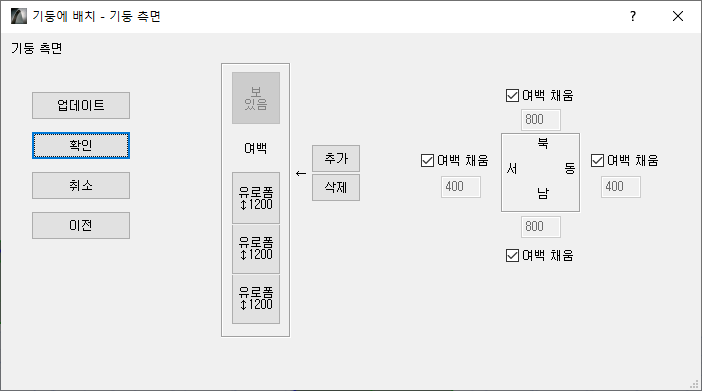 기둥에 배치 - 기둥 측면
기둥 측면
업데이트
확인
취소
이전
보
있음
여백
유로폼
↕1200
유로폼
↕1200
유로폼
↕1200
←
추가
삭제
여백 채움
800
여백 채움
400
북
서
동
남
여백 채움
400
800
여백 채움